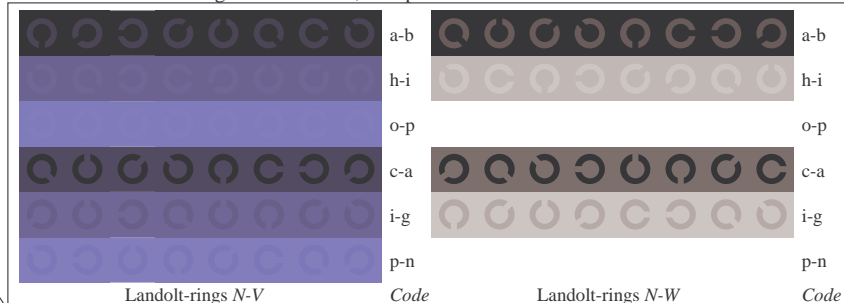 a-b a-b
h-i h-i
o-p o-p
c-a c-a
i-g i-g
p-n p-n
Landolt-rings N-V Code Landolt-rings N-W Code